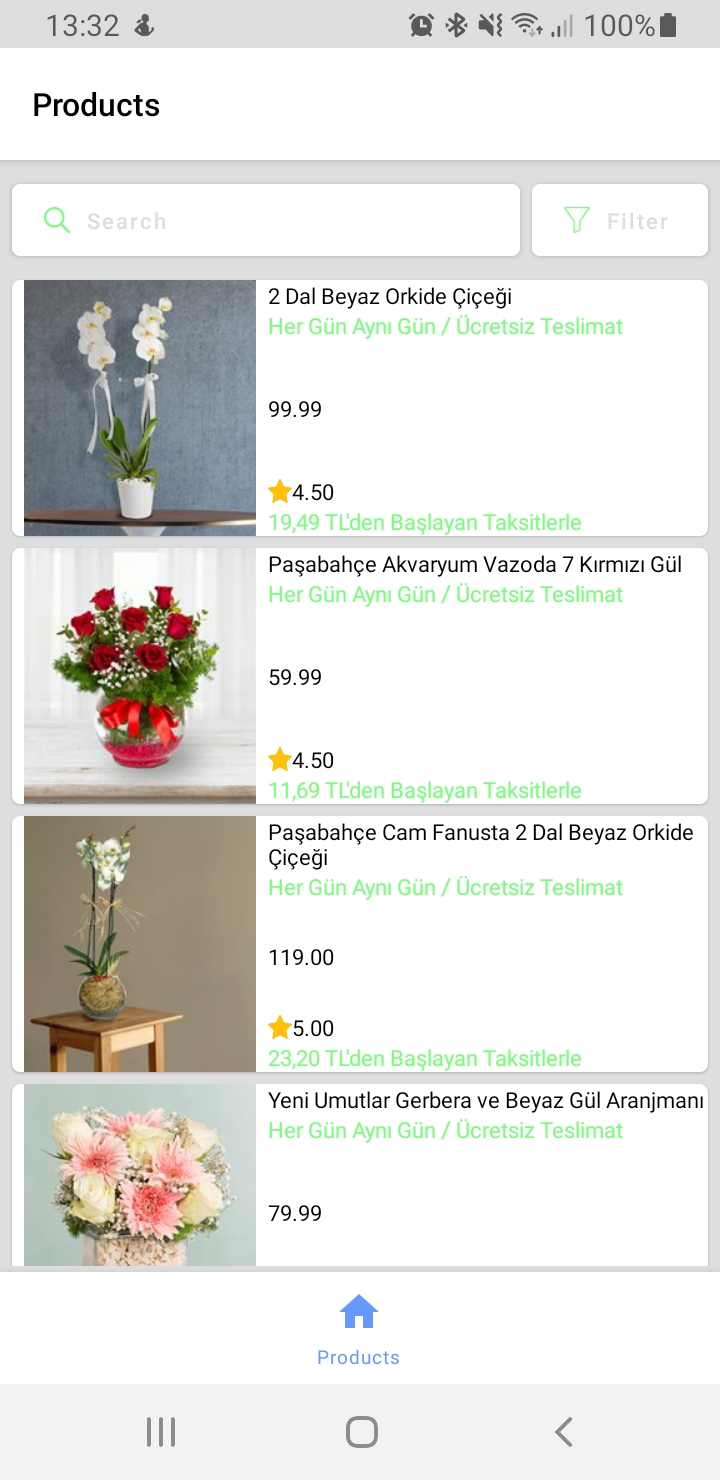 13:32
100%
Products
Search
Filter
2 Dal Beyaz Orkide Çiçeği
Her Gün Aynı Gün / Ücretsiz Teslimat
99.99
4.50
19,49 TL'den Başlayan Taksitlerle
Paşabahçe Akvaryum Vazoda 7 Kırmızı Gül
Her Gün Aynı Gün / Ücretsiz Teslimat
59.99
4.50
11,69 TL'den Başlayan Taksitlerle
Paşabahçe Cam Fanusta 2 Dal Beyaz Orkide
Çiçeği
Her Gün Aynı Gün / Ücretsiz Teslimat
119.00
5.00
23,20 TL'den Başlayan Taksitlerle
Yeni Umutlar Gerbera ve Beyaz Gül Aranjmanı
Her Gün Aynı Gün / Ücretsiz Teslimat
79.99
Products